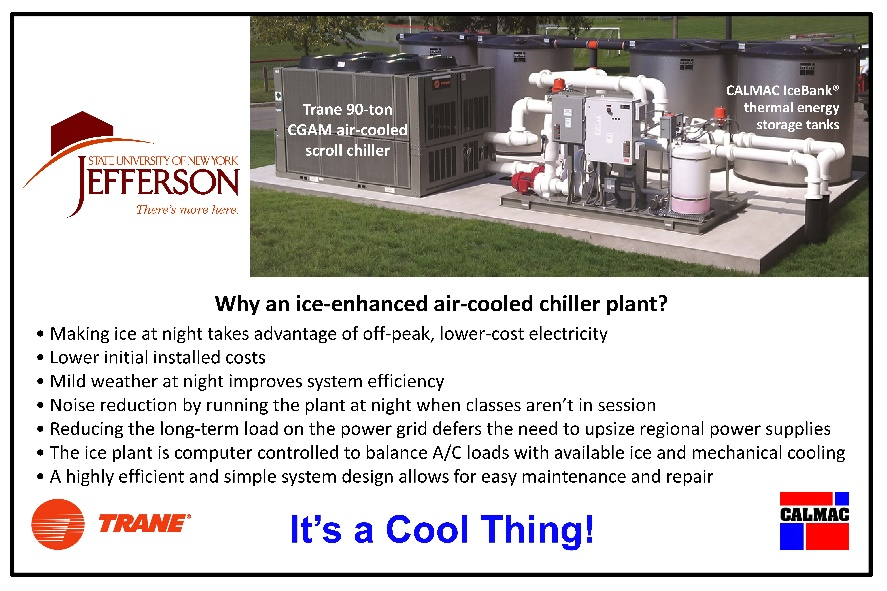 Trane 90-ton
CGAM air-cooled
scroll chiller
CALMAC IceBank®
thermal energy
storage tanks
STATE UNIVERSITY OF NEW YORK
JEFFERSON
There's more here.
Why an ice-enhanced air-cooled chiller plant?
• Making ice at night takes advantage of off-peak, lower-cost electricity
• Lower initial installed costs
• Mild weather at night improves system efficiency
• Noise reduction by running the plant at night when classes aren't in session
• Reducing the long-term load on the power grid defers the need to upsize regional power supplies
• The ice plant is computer controlled to balance A/C loads with available ice and mechanical cooling
• A highly efficient and simple system design allows for easy maintenance and repair
TRANE®
It's a Cool Thing!
CALMAC